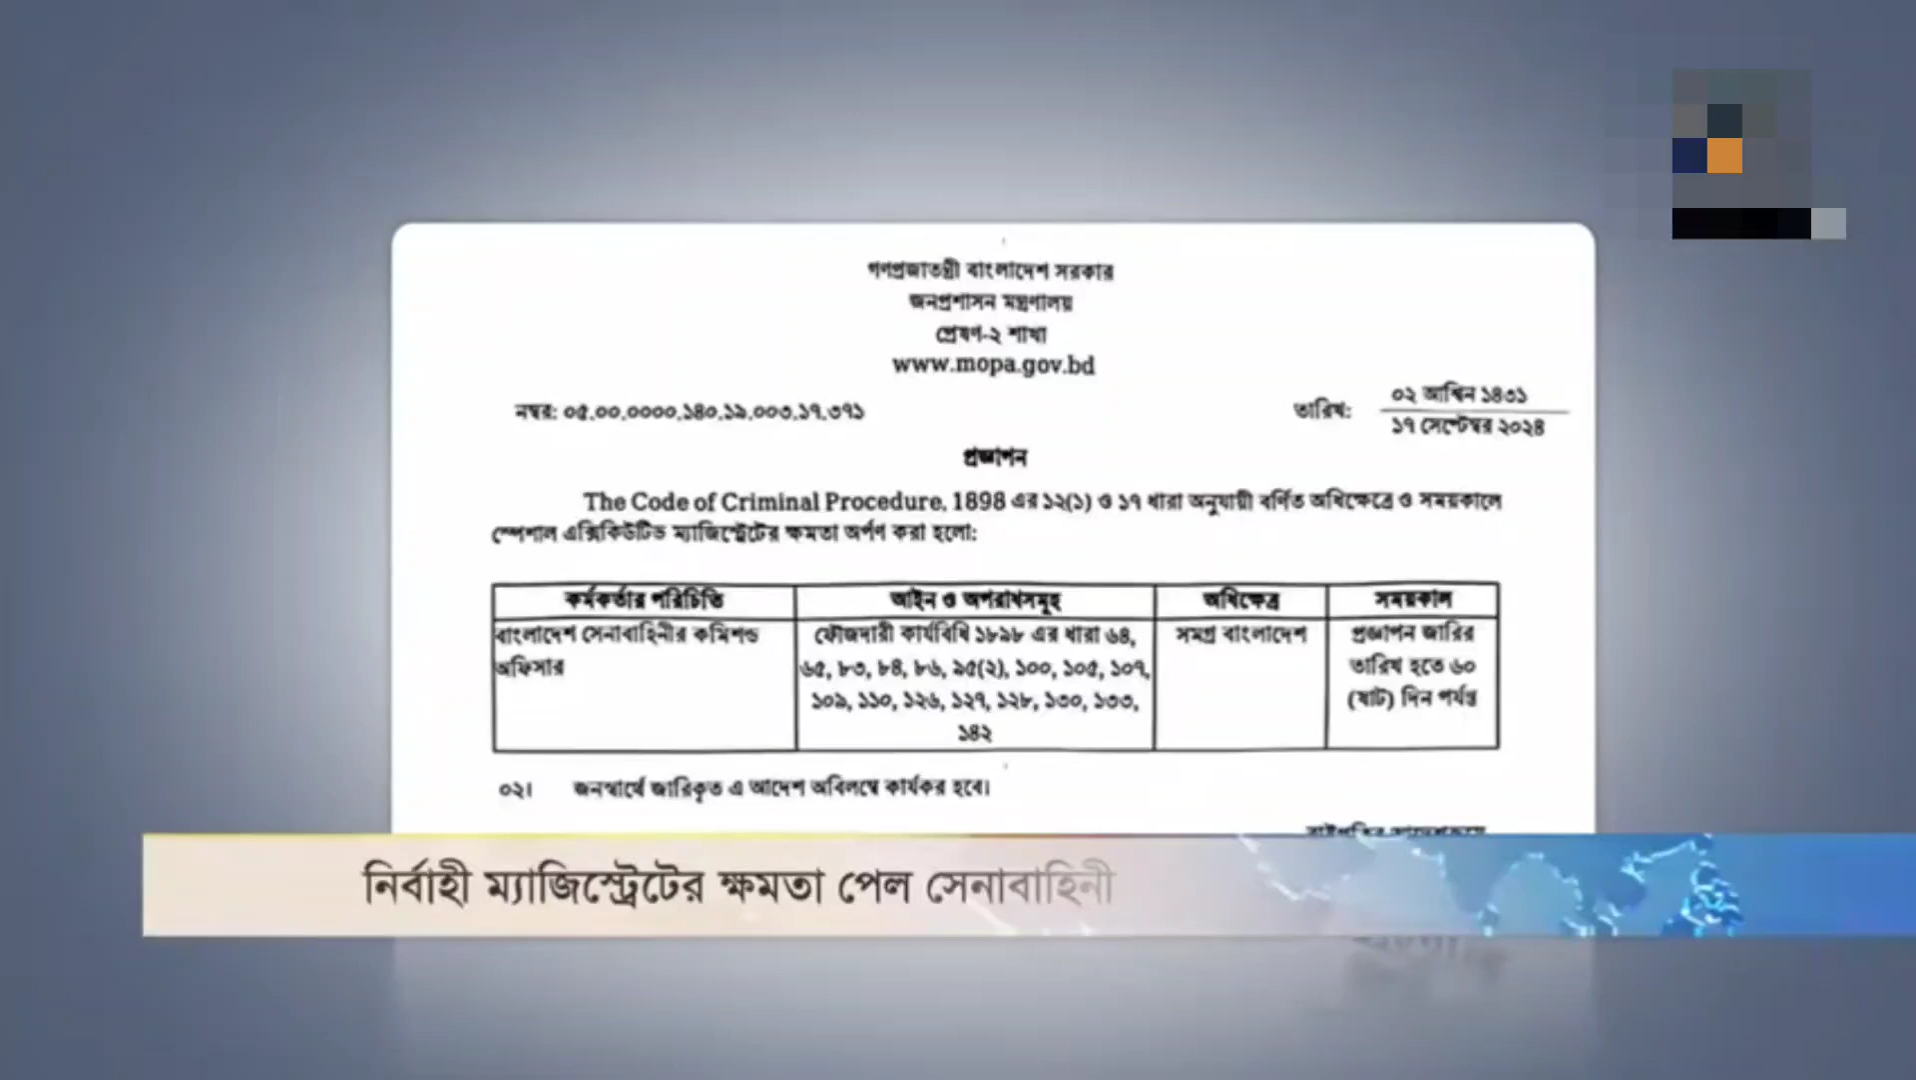 গণপ্রজাতন্ত্রী বাংলাদেশ সরকার
জনপ্রশাসন মন্ত্রণালয়
প্রেষণ-২ শাখা
www.mopa.gov.bd
নম্বর: ০৫.০০.০০০০.১৪০.১৯.০০৩.১৭.৩৭১
তারিখ:
০২ আশ্বিন ১৪৩১
১৭ সেপ্টেম্বর ২০২৪
প্রজ্ঞাপন
The Code of Criminal Procedure, 1898 এর ১২(১) ও ১৭ ধারা অনুযায়ী বর্ণিত অধিক্ষেত্রে ও সময়কালে
স্পেশাল এক্সিকিউটিভ ম্যাজিস্ট্রেটের ক্ষমতা অর্পণ করা হলো:
কর্মকর্তার পরিচিতি
আইন ও অপরাধসমূহ
অধিক্ষেত্র
সময়কাল
বাংলাদেশ সেনাবাহিনীর কমিশন্ড
অফিসার
ফৌজদারী কার্যবিধি ১৮৯৮ এর ধারা ৬৪,
৬৫, ৮৩, ৮৪, ৮৬, ৯৫(২), ১০০, ১০৫, ১০৭,
১০৯, ১১০, ১২৬, ১২৭, ১২৮, ১৩০, ১৩৩,
১৪২
সমগ্র বাংলাদেশ
প্রজ্ঞাপন জারির
তারিখ হতে ৬০
(ষাট) দিন পর্যন্ত
০২। জনস্বার্থে জারিকৃত এ আদেশ অবিলম্বে কার্যকর হবে।
নির্বাহী ম্যাজিস্ট্রেটের ক্ষমতা পেল সেনাবাহিনী